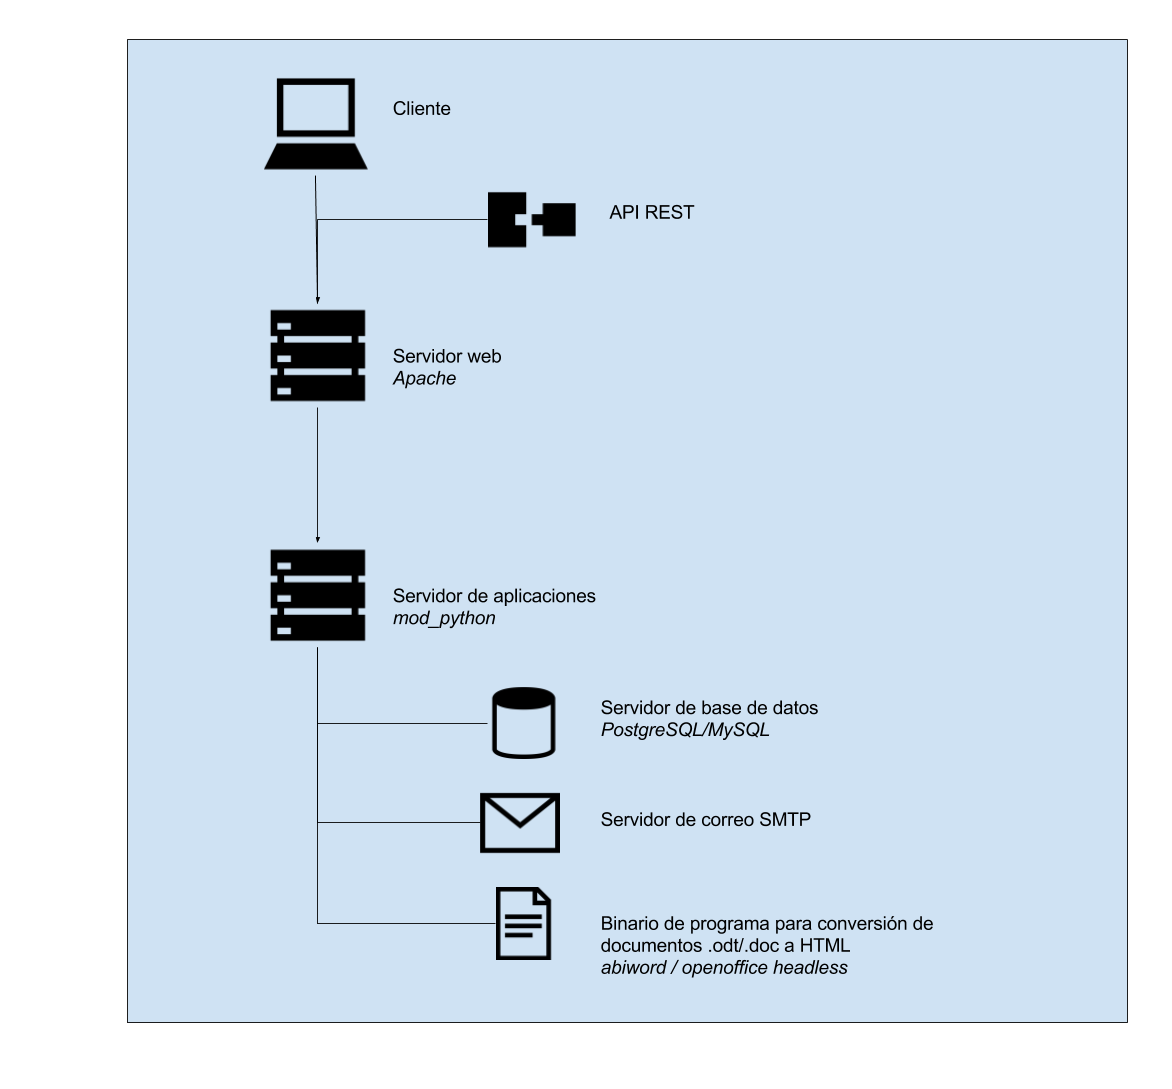 Cliente
API REST
Servidor web
Apache
Servidor de aplicaciones
mod_python
Servidor de base de datos
PostgreSQL/MySQL
Servidor de correo SMTP
Binario de programa para conversión de
documentos .odt/.doc a HTML
abiword / openoffice headless